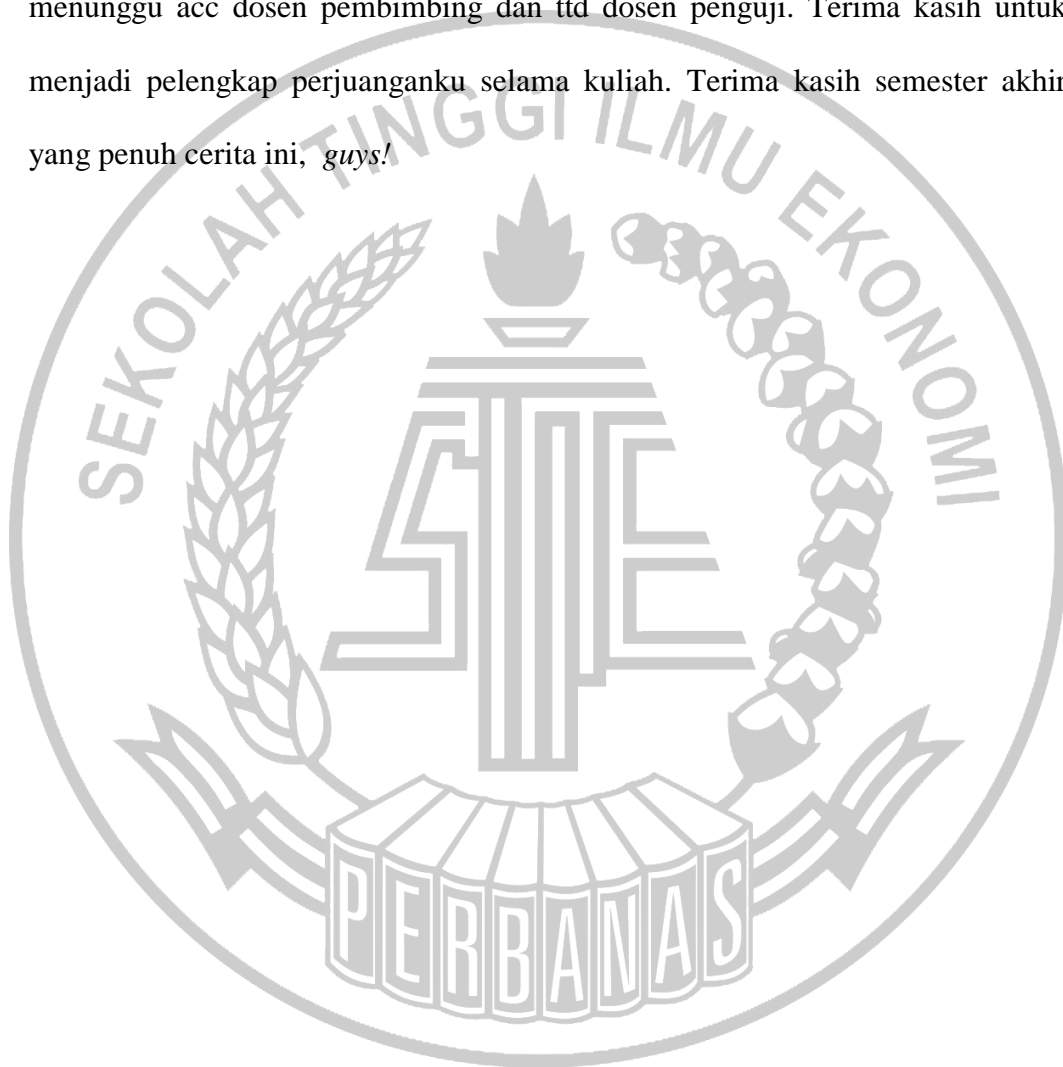 menunggu acc dosen pembimbing dan ttd dosen penguji. Terima kasih untuk
menjadi pelengkap perjuanganku selama kuliah. Terima kasih semester akhir
yang penuh cerita ini, guys!
SEKOLAH TINGGI ILMU EKONOMI
STIE
PERBANAS